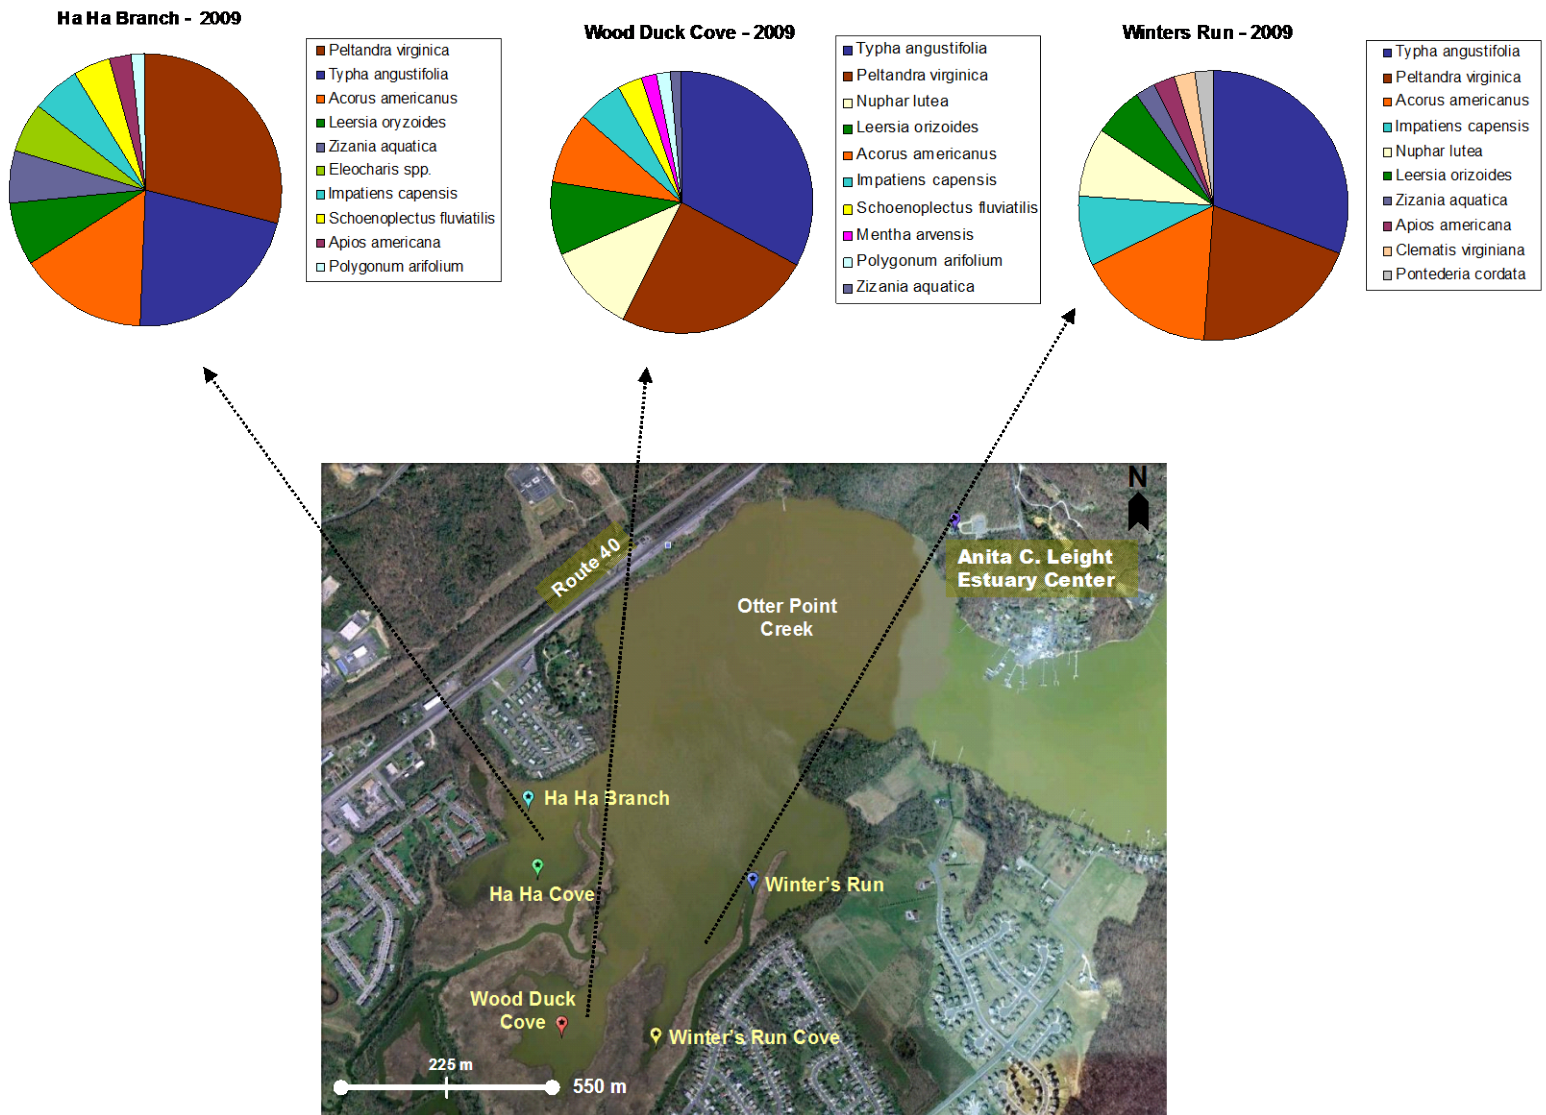 Ha Ha Branch - 2009
Peltandra virginica
Typha angustifolia
Acorus americanus
Leersia oryzoides
Zizania aquatica
Eleocharis spp.
Impatiens capensis
Schoenoplectus fluviatilis
Apios americana
Polygonum arifolium
Wood Duck Cove - 2009
Typha angustifolia
Peltandra virginica
Nuphar lutea
Leersia orizoides
Acorus americanus
Impatiens capensis
Schoenoplectus fluviatilis
Mentha arvensis
Polygonum arifolium
Zizania aquatica
Winters Run - 2009
Typha angustifolia
Peltandra virginica
Acorus americanus
Impatiens capensis
Nuphar lutea
Leersia orizoides
Zizania aquatica
Apios americana
Clematis virginiana
Pontederia cordata
N
Route 40
Anita C. Leight
Estuary Center
Otter Point
Creek
Ha Ha Branch
Ha Ha Cove
Winter's Run
Wood Duck
Cove
Winter's Run Cove
225 m
550 m